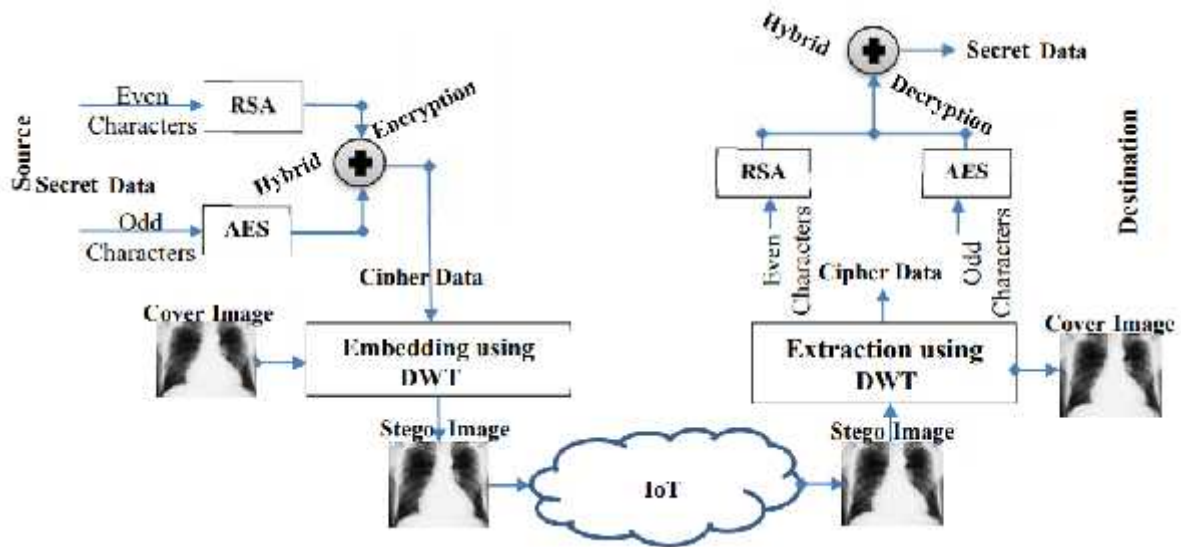 Source
Secret Data
Even
Characters
RSA
Odd
Characters
AES
Hybrid
Encryption
Cipher Data
Cover Image
Embedding using
DWT
Stego Image
IoT
Stego Image
Extraction using
DWT
Cover Image
Cipher Data
Even
Characters
Odd
Characters
RSA
AES
Hybrid
Decryption
Secret Data
Destination